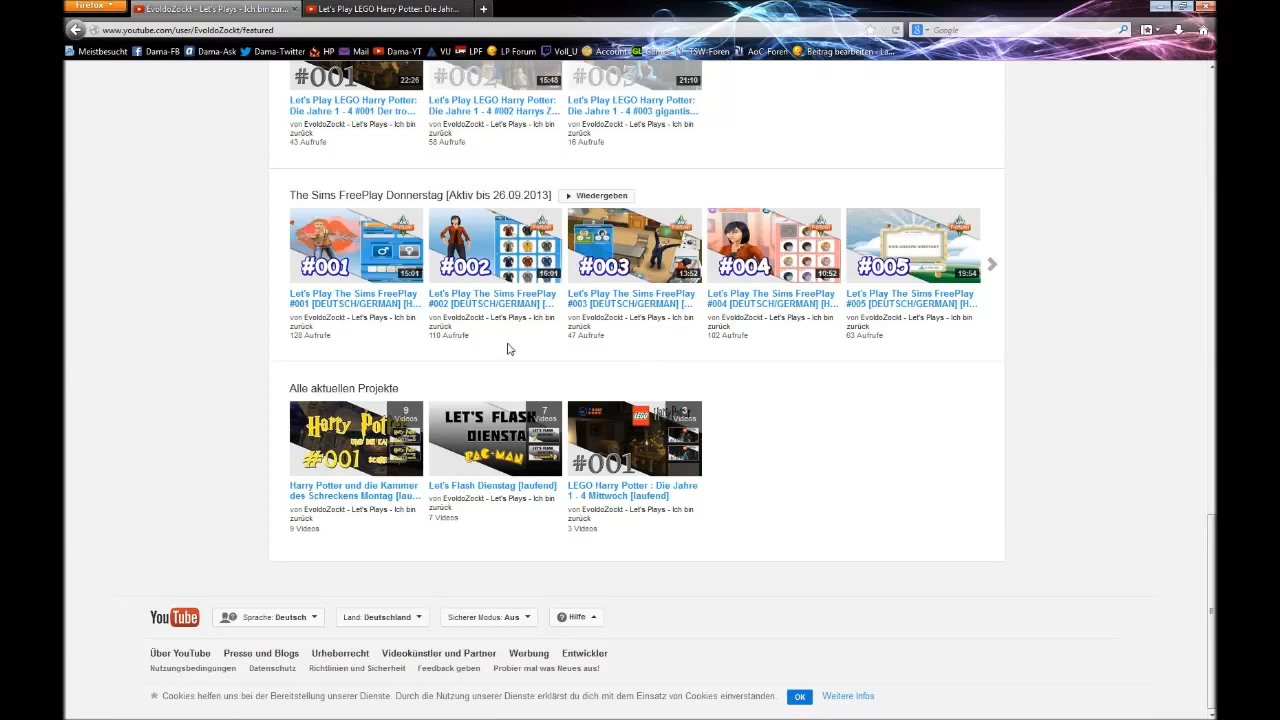 Firefox
EvoldoZockt - Let's Plays - Ich bin zur...
Let's Play LEGO Harry Potter: Die Jahr...
www.youtube.com/user/EvoldoZockt/featured
Google
Meistbesucht Dama-FB Dama-Ask Dama-Twitter HP Mail Dama-YT VU LPF LP Forum Voll_U Account Games TSW-Foren AoC-Foren Beitrag bearbeiten - La...
#001 22:26
#002 15:48
#003 21:10
Let's Play LEGO Harry Potter: Die Jahre 1 - 4 #001 Der tro...
Let's Play LEGO Harry Potter: Die Jahre 1 - 4 #002 Harrys Z...
Let's Play LEGO Harry Potter: Die Jahre 1 - 4 #003 gigantis...
von EvoldoZockt - Let's Plays - Ich bin zurück
von EvoldoZockt - Let's Plays - Ich bin zurück
von EvoldoZockt - Let's Plays - Ich bin zurück
43 Aufrufe
58 Aufrufe
16 Aufrufe
The Sims FreePlay Donnerstag [Aktiv bis 26.09.2013]
Wiedergeben
#001 15:01
#002 16:01
#003 13:52
#004 10:52
#005 19:54
Let's Play The Sims FreePlay #001 [DEUTSCH/GERMAN] [H...
Let's Play The Sims FreePlay #002 [DEUTSCH/GERMAN] [...
Let's Play The Sims FreePlay #003 [DEUTSCH/GERMAN] [...
Let's Play The Sims FreePlay #004 [DEUTSCH/GERMAN] [H...
Let's Play The Sims FreePlay #005 [DEUTSCH/GERMAN] [H...
von EvoldoZockt - Let's Plays - Ich bin zurück
von EvoldoZockt - Let's Plays - Ich bin zurück
von EvoldoZockt - Let's Plays - Ich bin zurück
von EvoldoZockt - Let's Plays - Ich bin zurück
von EvoldoZockt - Let's Plays - Ich bin zurück
128 Aufrufe
110 Aufrufe
47 Aufrufe
102 Aufrufe
63 Aufrufe
Alle aktuellen Projekte
Harry Pot
#001
9 Videos
LET'S FLASH
DIENSTA
PAC-MAN
7 Videos
LEGO
#001
3 Videos
Harry Potter und die Kammer des Schreckens Montag [lau...
Let's Flash Dienstag [laufend]
LEGO Harry Potter : Die Jahre 1 - 4 Mittwoch [laufend]
von EvoldoZockt - Let's Plays - Ich bin zurück
von EvoldoZockt - Let's Plays - Ich bin zurück
von EvoldoZockt - Let's Plays - Ich bin zurück
9 Videos
7 Videos
3 Videos
YouTube
Sprache: Deutsch
Land: Deutschland
Sicherer Modus: Aus
Hilfe
Über YouTube Presse und Blogs Urheberrecht Videokünstler und Partner Werbung Entwickler
Nutzungsbedingungen Datenschutz Richtlinien und Sicherheit Feedback geben Probier mal was Neues aus!
Cookies helfen uns bei der Bereitstellung unserer Dienste. Durch die Nutzung unserer Dienste erklärst du dich mit dem Einsatz von Cookies einverstanden. OK Weitere Infos